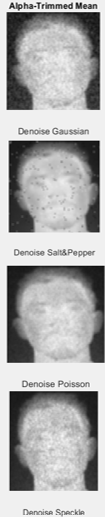 Alpha-Trimmed Mean
Denoise Gaussian
Denoise Salt&Pepper
Denoise Poisson
Denoise Speckle